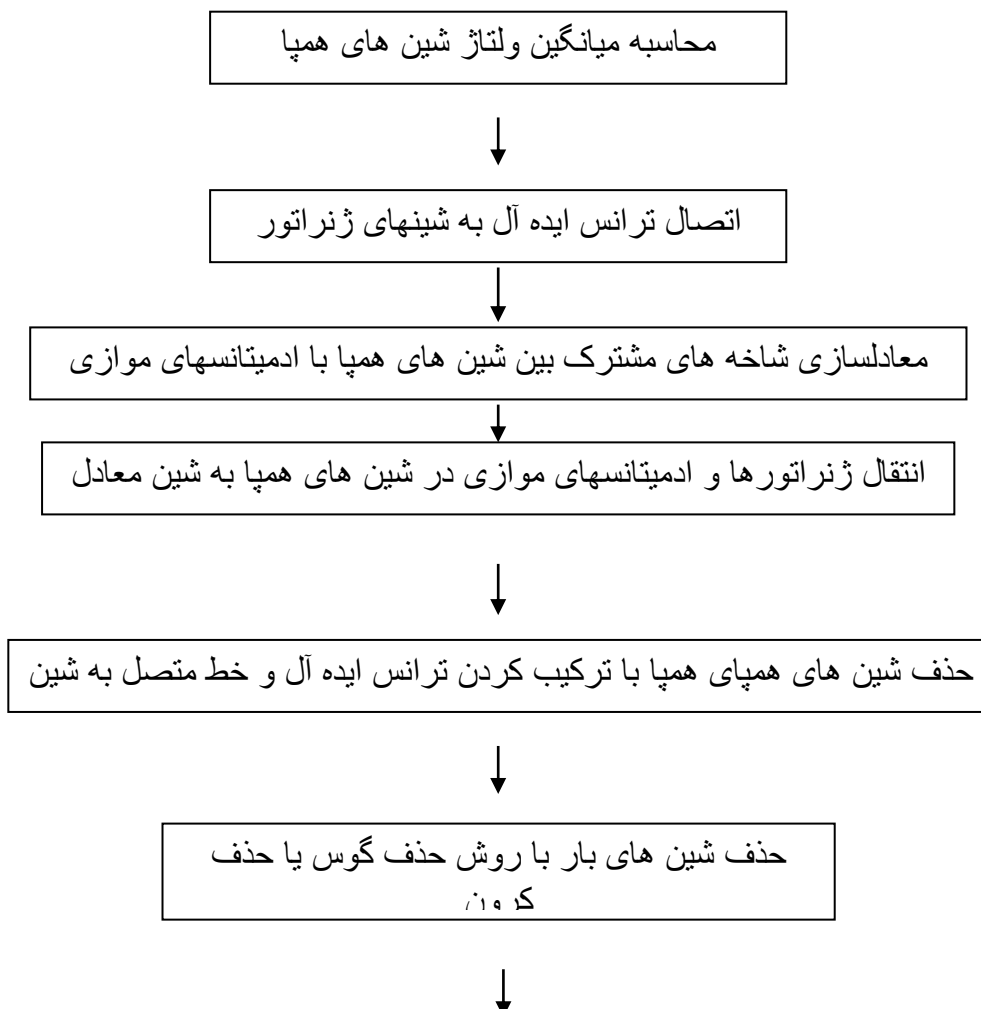 محاسبه میانگین ولتاژ شین های همپا
اتصال ترانس ایده آل به شینهای ژنراتور
معادلسازی شاخه های مشترک بین شین های همپا با ادمیتانسهای موازی
انتقال ژنراتورها و ادمیتانسهای موازی در شین های همپا به شین معادل
حذف شین های همپای همپا با ترکیب کردن ترانس ایده آل و خط متصل به شین
حذف شین های بار با روش حذف گوس یا حذف
کرون